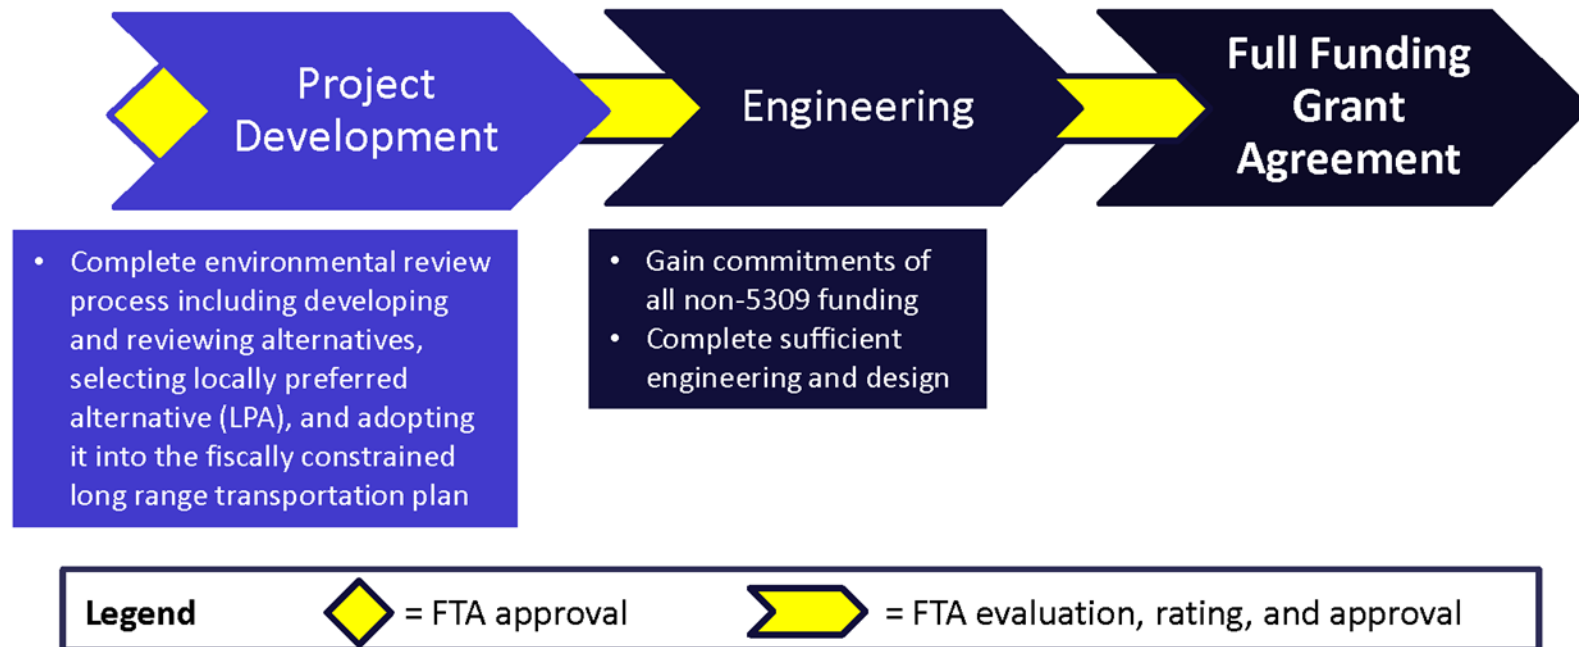 Project
Development
Engineering
Full Funding
Grant
Agreement
• Complete environmental review
process including developing
and reviewing alternatives,
selecting locally preferred
alternative (LPA), and adopting
it into the fiscally constrained
long range transportation plan
• Gain commitments of
all non-5309 funding
• Complete sufficient
engineering and design
Legend
= FTA approval
= FTA evaluation, rating, and approval